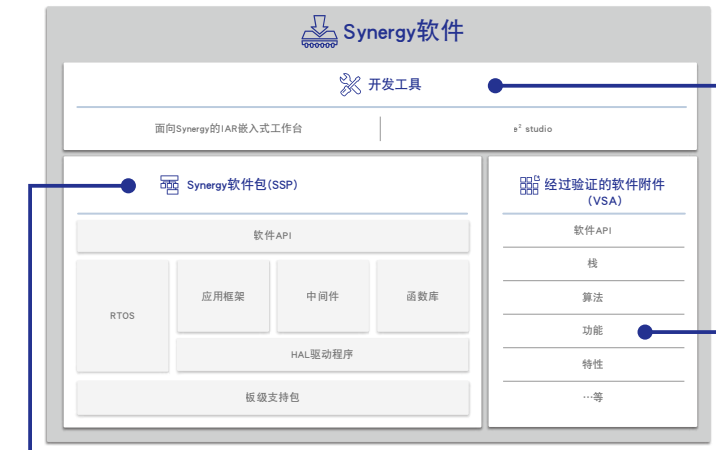 Synergy软件
开发工具
面向Synergy的IAR嵌入式工作台
e² studio
Synergy软件包(SSP)
软件API
RTOS
应用框架
中间件
函数库
HAL驱动程序
板级支持包
经过验证的软件附件
(VSA)
软件API
栈
算法
功能
特性
…等